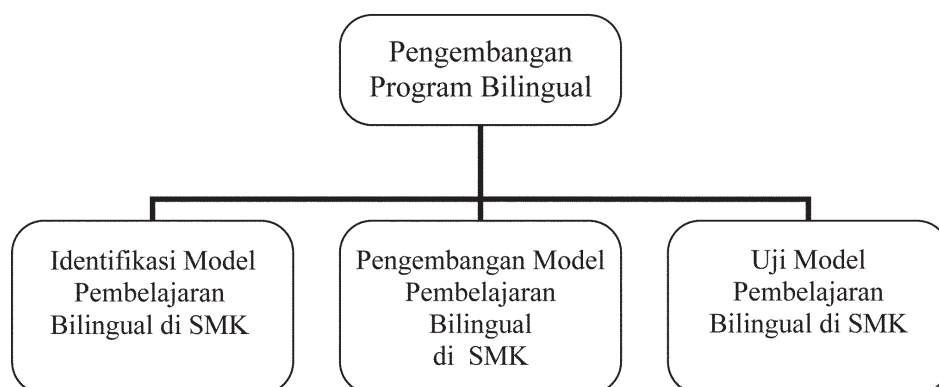 Pengembangan
Program Bilingual
Identifikasi Model
Pembelajaran
Bilingual di SMK
Pengembangan Model
Pembelajaran
Bilingual
di SMK
Uji Model
Pembelajaran
Bilingual di SMK